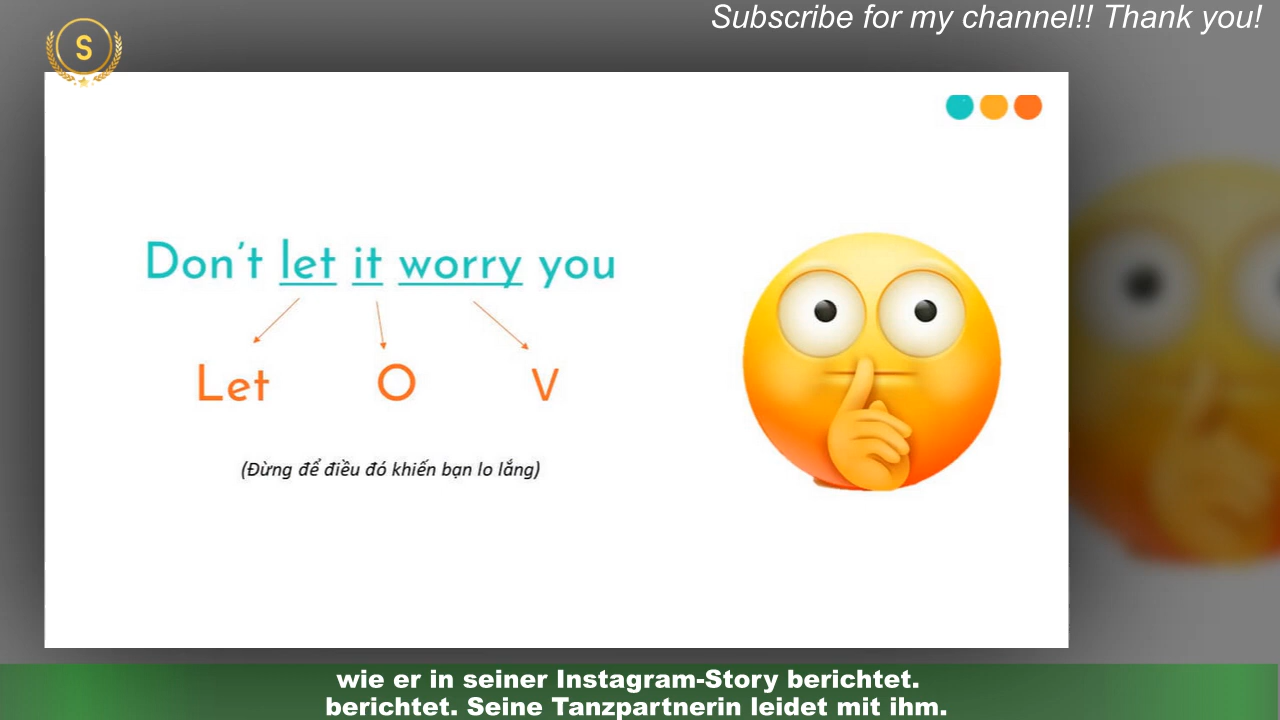 Subscribe for my channel!! Thank you!
S
Don't let it worry you
Let O V
(Đừng để điều đó khiến bạn lo lắng)
wie er in seiner Instagram-Story berichtet.
berichtet. Seine Tanzpartnerin leidet mit ihm.